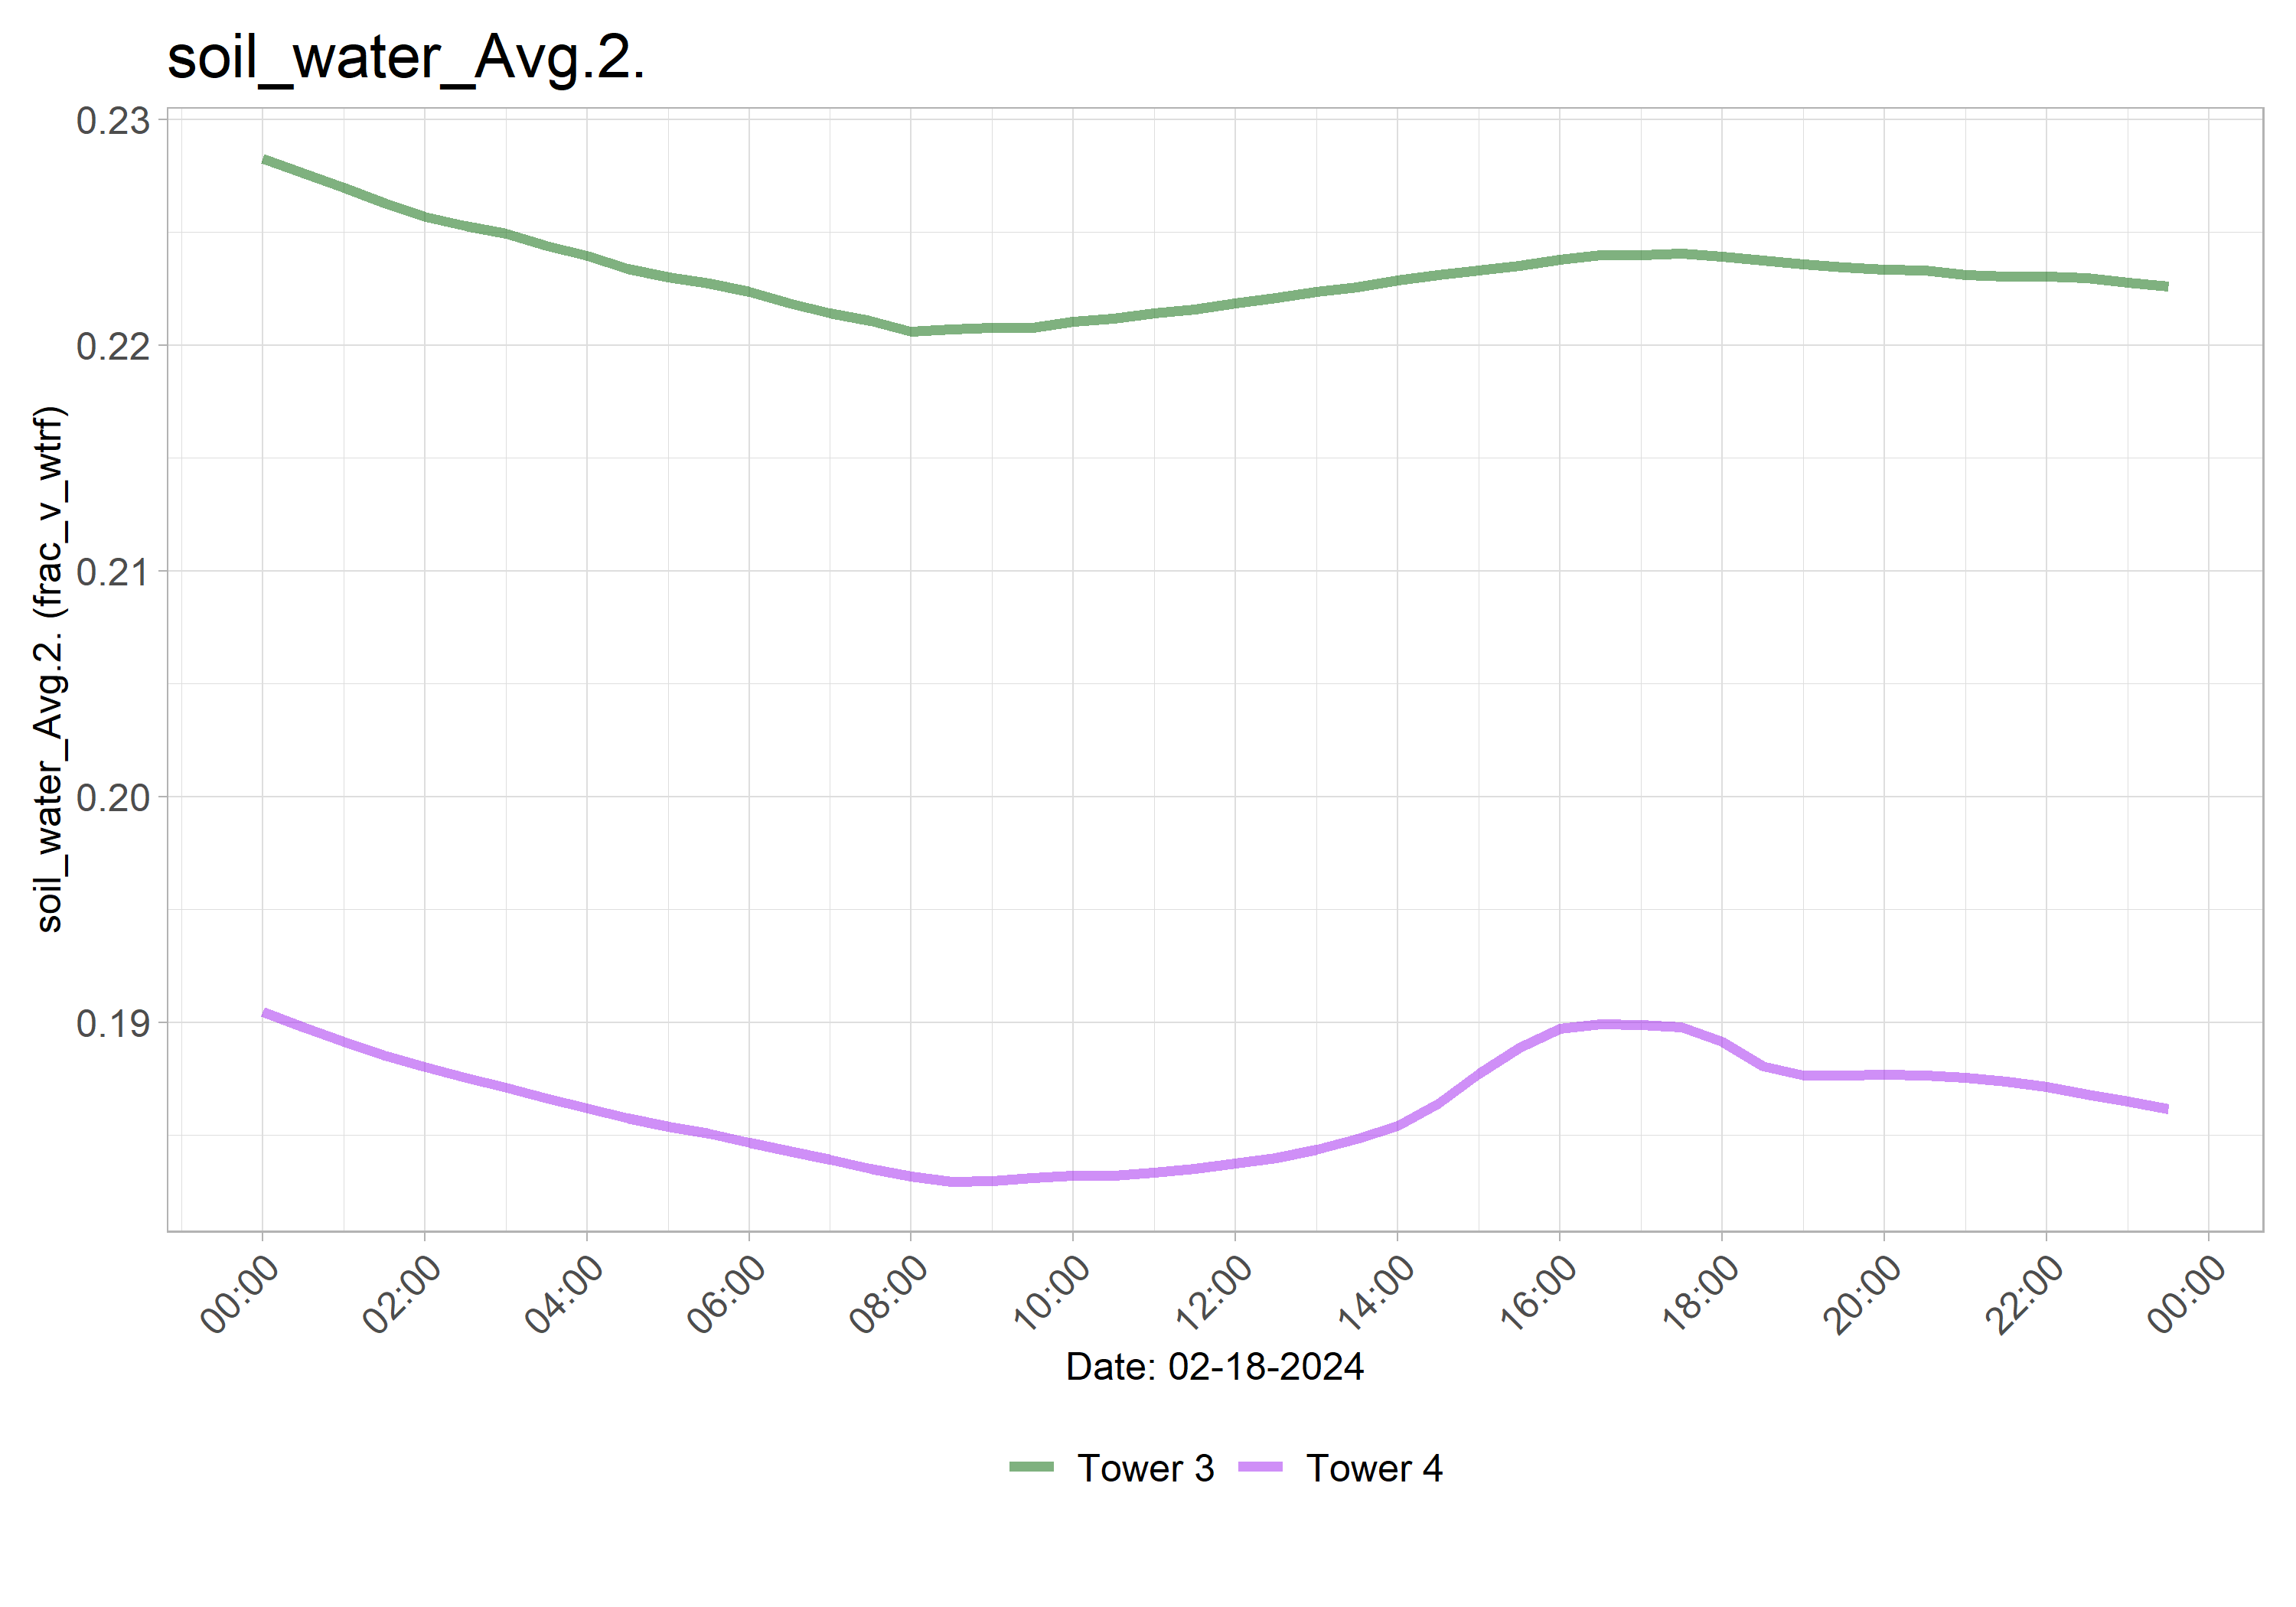 soil_water_Avg.2.
soil_water_Avg.2. (frac_v_wtrf)
0.23
0.22
0.21
0.20
0.19
00:00 02:00 04:00 06:00 08:00 10:00 12:00 14:00 16:00 18:00 20:00 22:00 00:00
Date: 02-18-2024
Tower 3 Tower 4